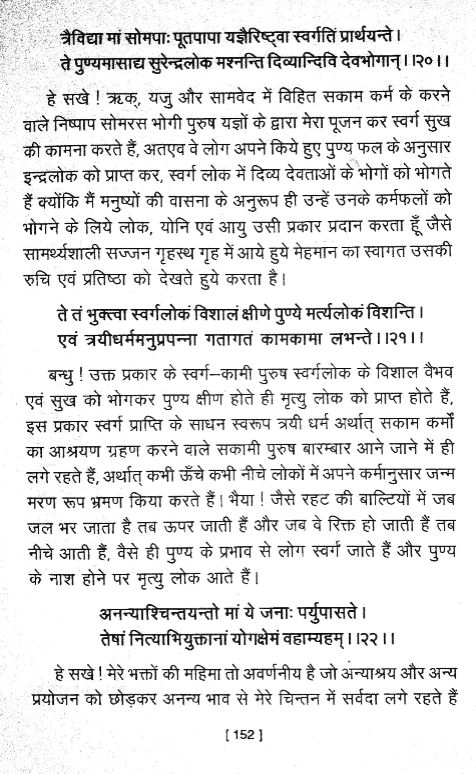 त्रैविद्या मां सोमपाः पूतपापा यज्ञैरिष्ट्वा स्वर्गतिं प्रार्थयन्ते।
ते पुण्यमासाद्य सुरेन्द्रलोक मश्नन्ति दिव्यान्दिवि देवभोगान्।।२०।।
हे सखे ! ऋक्, यजु और सामवेद में विहित सकाम कर्म के करने
वाले निष्पाप सोमरस भोगी पुरुष यज्ञों के द्वारा मेरा पूजन कर स्वर्ग सुख
की कामना करते हैं, अतएव वे लोग अपने किये हुए पुण्य फल के अनुसार
इन्द्रलोक को प्राप्त कर, स्वर्ग लोक में दिव्य देवताओं के भोगों को भोगते
हैं क्योंकि मैं मनुष्यों की वासना के अनुरूप ही उन्हें उनके कर्मफलों को
भोगने के लिये लोक, योनि एवं आयु उसी प्रकार प्रदान करता हूँ जैसे
सामर्थ्यशाली सज्जन गृहस्थ गृह में आये हुये मेहमान का स्वागत उसकी
रुचि एवं प्रतिष्ठा को देखते हुये करता है।
ते तं भुक्त्वा स्वर्गलोकं विशालं क्षीणे पुण्ये मर्त्यलोकं विशन्ति।
एवं त्रयीधर्ममनुप्रपन्ना गतागतं कामकामा लभन्ते।।२१।।
बन्धु ! उक्त प्रकार के स्वर्ग–कामी पुरुष स्वर्गलोक के विशाल वैभव
एवं सुख को भोगकर पुण्य क्षीण होते ही मृत्यु लोक को प्राप्त होते हैं,
इस प्रकार स्वर्ग प्राप्ति के साधन स्वरूप त्रयी धर्म अर्थात् सकाम कर्मों
का आश्रयण ग्रहण करने वाले सकामी पुरुष बारम्बार आने जाने में ही
लगे रहते हैं, अर्थात् कभी ऊँचे कभी नीचे लोकों में अपने कर्मानुसार जन्म
मरण रूप भ्रमण किया करते हैं। भैया ! जैसे रहट की बाल्टियों में जब
जल भर जाता है तब ऊपर जाती हैं और जब वे रिक्त हो जाती हैं तब
नीचे आती हैं, वैसे ही पुण्य के प्रभाव से लोग स्वर्ग जाते हैं और पुण्य
के नाश होने पर मृत्यु लोक आते हैं।
अनन्याश्चिन्तयन्तो मां ये जनाः पर्युपासते।
तेषां नित्याभियुक्तानां योगक्षेमं वहाम्यहम्।।२२।।
हे सखे ! मेरे भक्तों की महिमा तो अवर्णनीय है जो अन्याश्रय और अन्य
प्रयोजन को छोड़कर अनन्य भाव से मेरे चिन्तन में सर्वदा लगे रहते हैं
[ 152 ]